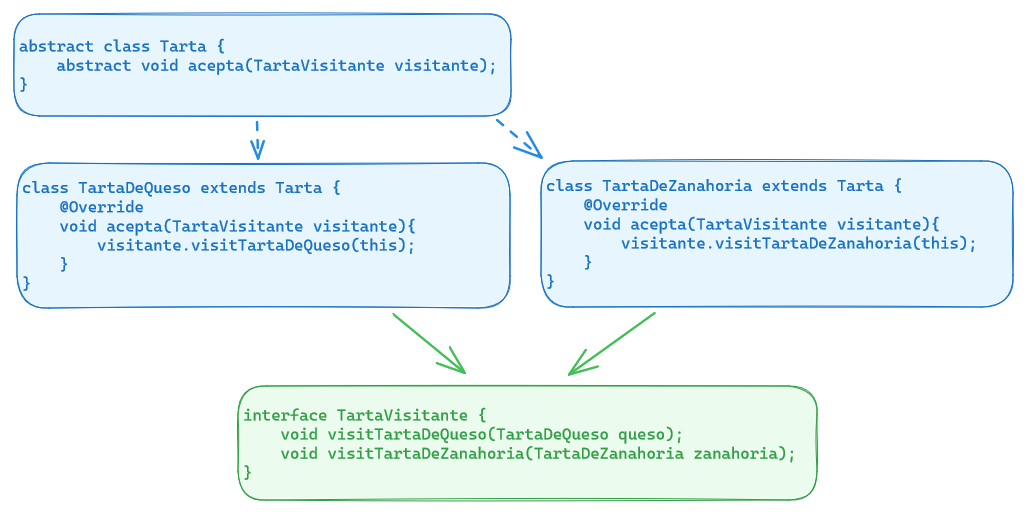 abstract class Tarta {
    abstract void acepta(TartaVisitante visitante);
}
class TartaDeQueso extends Tarta {
    @Override
    void acepta(TartaVisitante visitante){
        visitante.visitTartaDeQueso(this);
    }
}
class TartaDeZanahoria extends Tarta {
    @Override
    void acepta(TartaVisitante visitante){
        visitante.visitTartaDeZanahoria(this);
    }
}
interface TartaVisitante {
    void visitTartaDeQueso(TartaDeQueso queso);
    void visitTartaDeZanahoria(TartaDeZanahoria zanahoria);
}